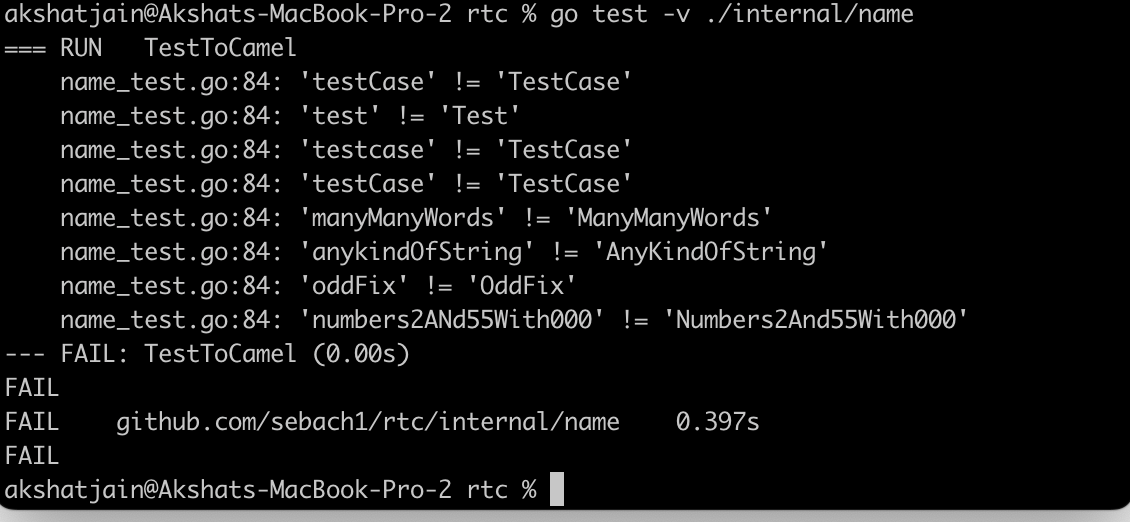 akshatjain@Akshats-MacBook-Pro-2 rtc % go test -v ./internal/name
=== RUN   TestToCamel
    name_test.go:84: 'testCase' != 'TestCase'
    name_test.go:84: 'test' != 'Test'
    name_test.go:84: 'testcase' != 'TestCase'
    name_test.go:84: 'testCase' != 'TestCase'
    name_test.go:84: 'manyManyWords' != 'ManyManyWords'
    name_test.go:84: 'anykindOfString' != 'AnyKindOfString'
    name_test.go:84: 'oddFix' != 'OddFix'
    name_test.go:84: 'numbers2ANd55With000' != 'Numbers2And55With000'
--- FAIL: TestToCamel (0.00s)
FAIL
FAIL    github.com/sebach1/rtc/internal/name    0.397s
FAIL
akshatjain@Akshats-MacBook-Pro-2 rtc %